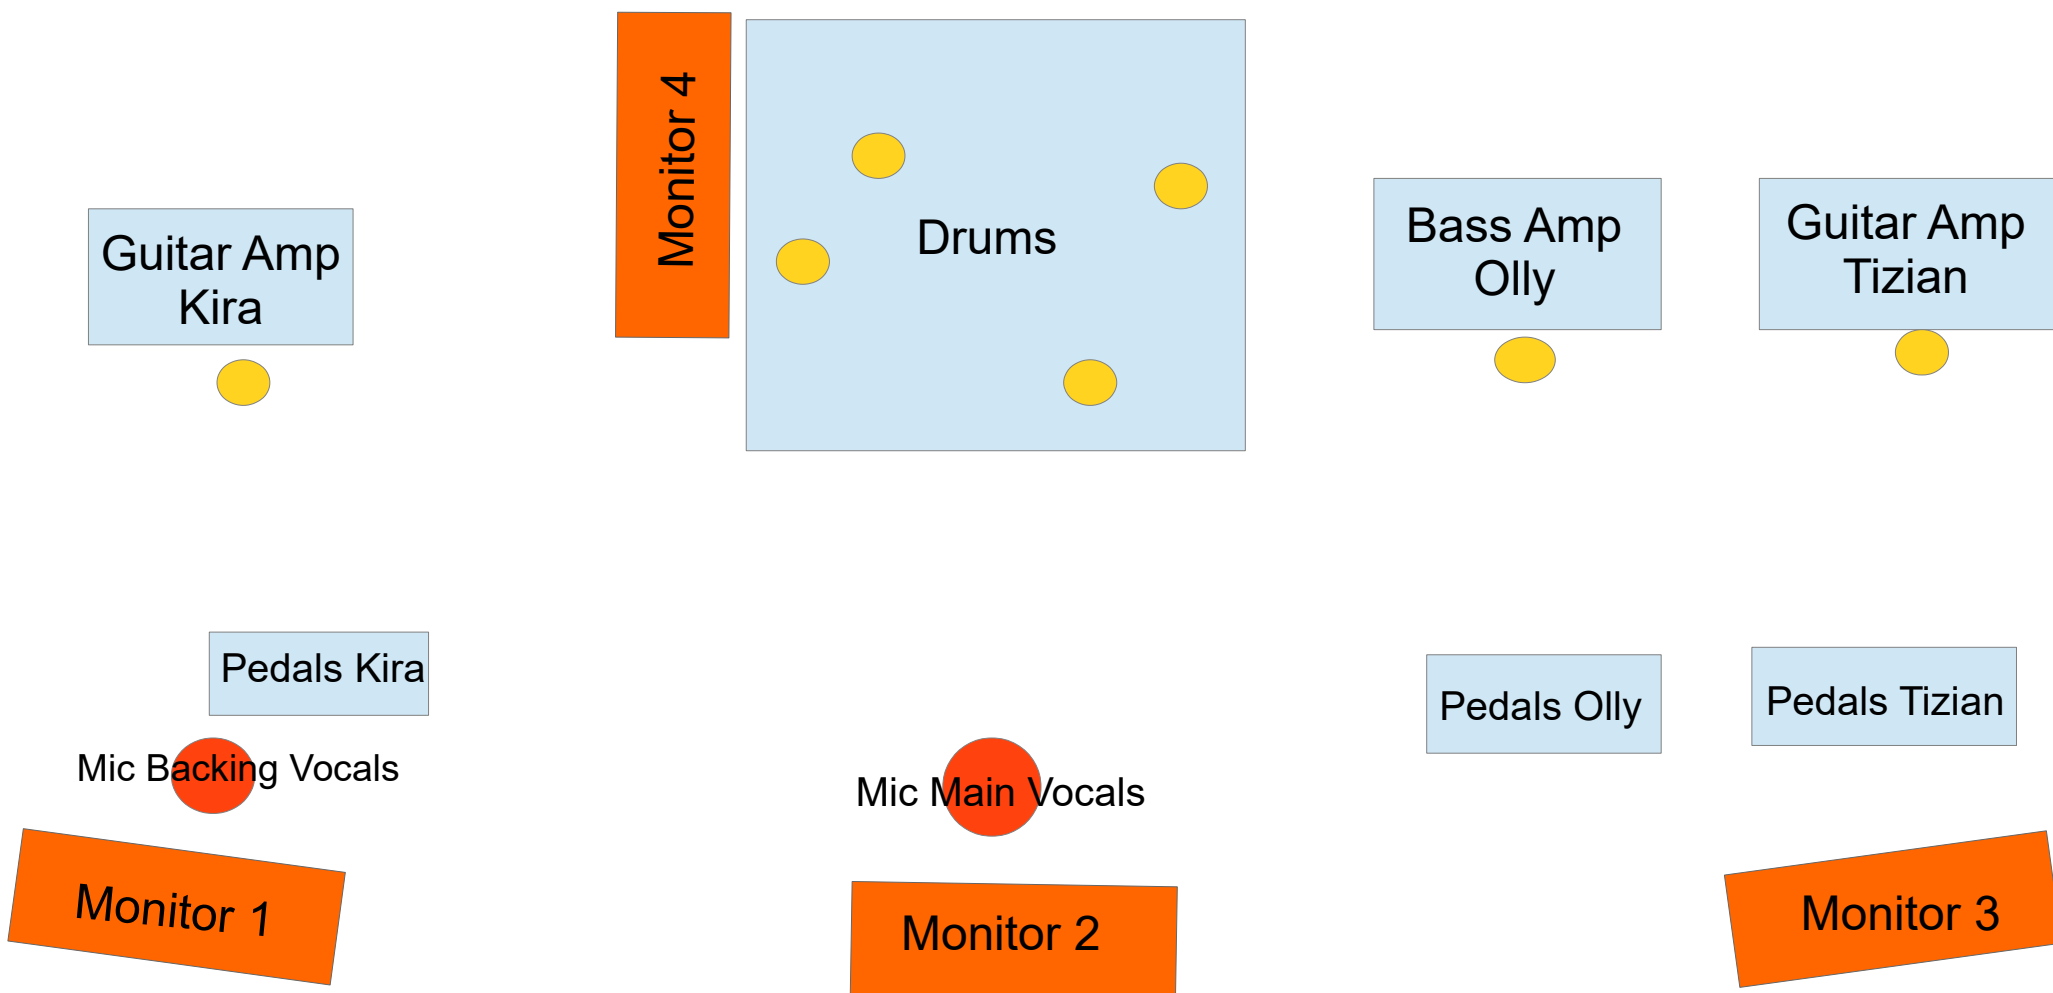 Monitor 4
Drums
Guitar Amp
Kira
Bass Amp
Olly
Guitar Amp
Tizian
Pedals Kira
Pedals Olly
Pedals Tizian
Mic Backing Vocals
Mic Main Vocals
Monitor 1
Monitor 2
Monitor 3